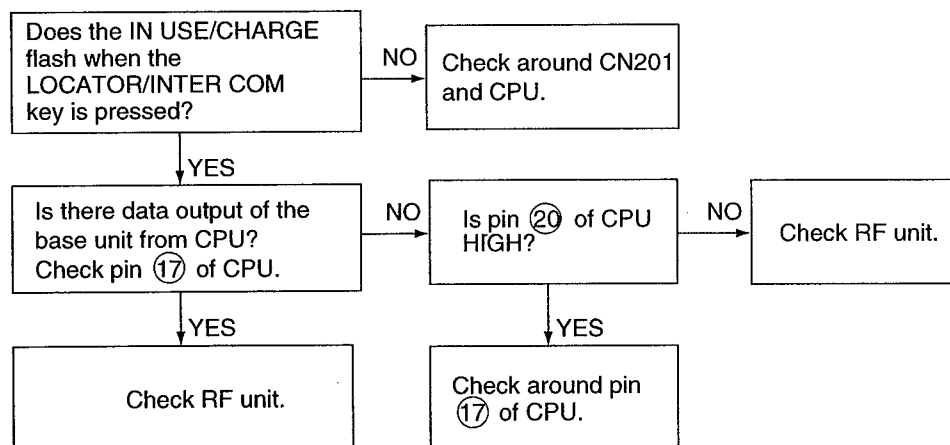 Does the IN USE/CHARGE
flash when the
LOCATOR/INTER COM
key is pressed?
NO
Check around CN201
and CPU.
YES
Is there data output of the
base unit from CPU?
Check pin ⑰ of CPU.
NO
Is pin ⑳ of CPU
HIGH?
NO
Check RF unit.
YES
Check RF unit.
YES
Check around pin
⑰ of CPU.